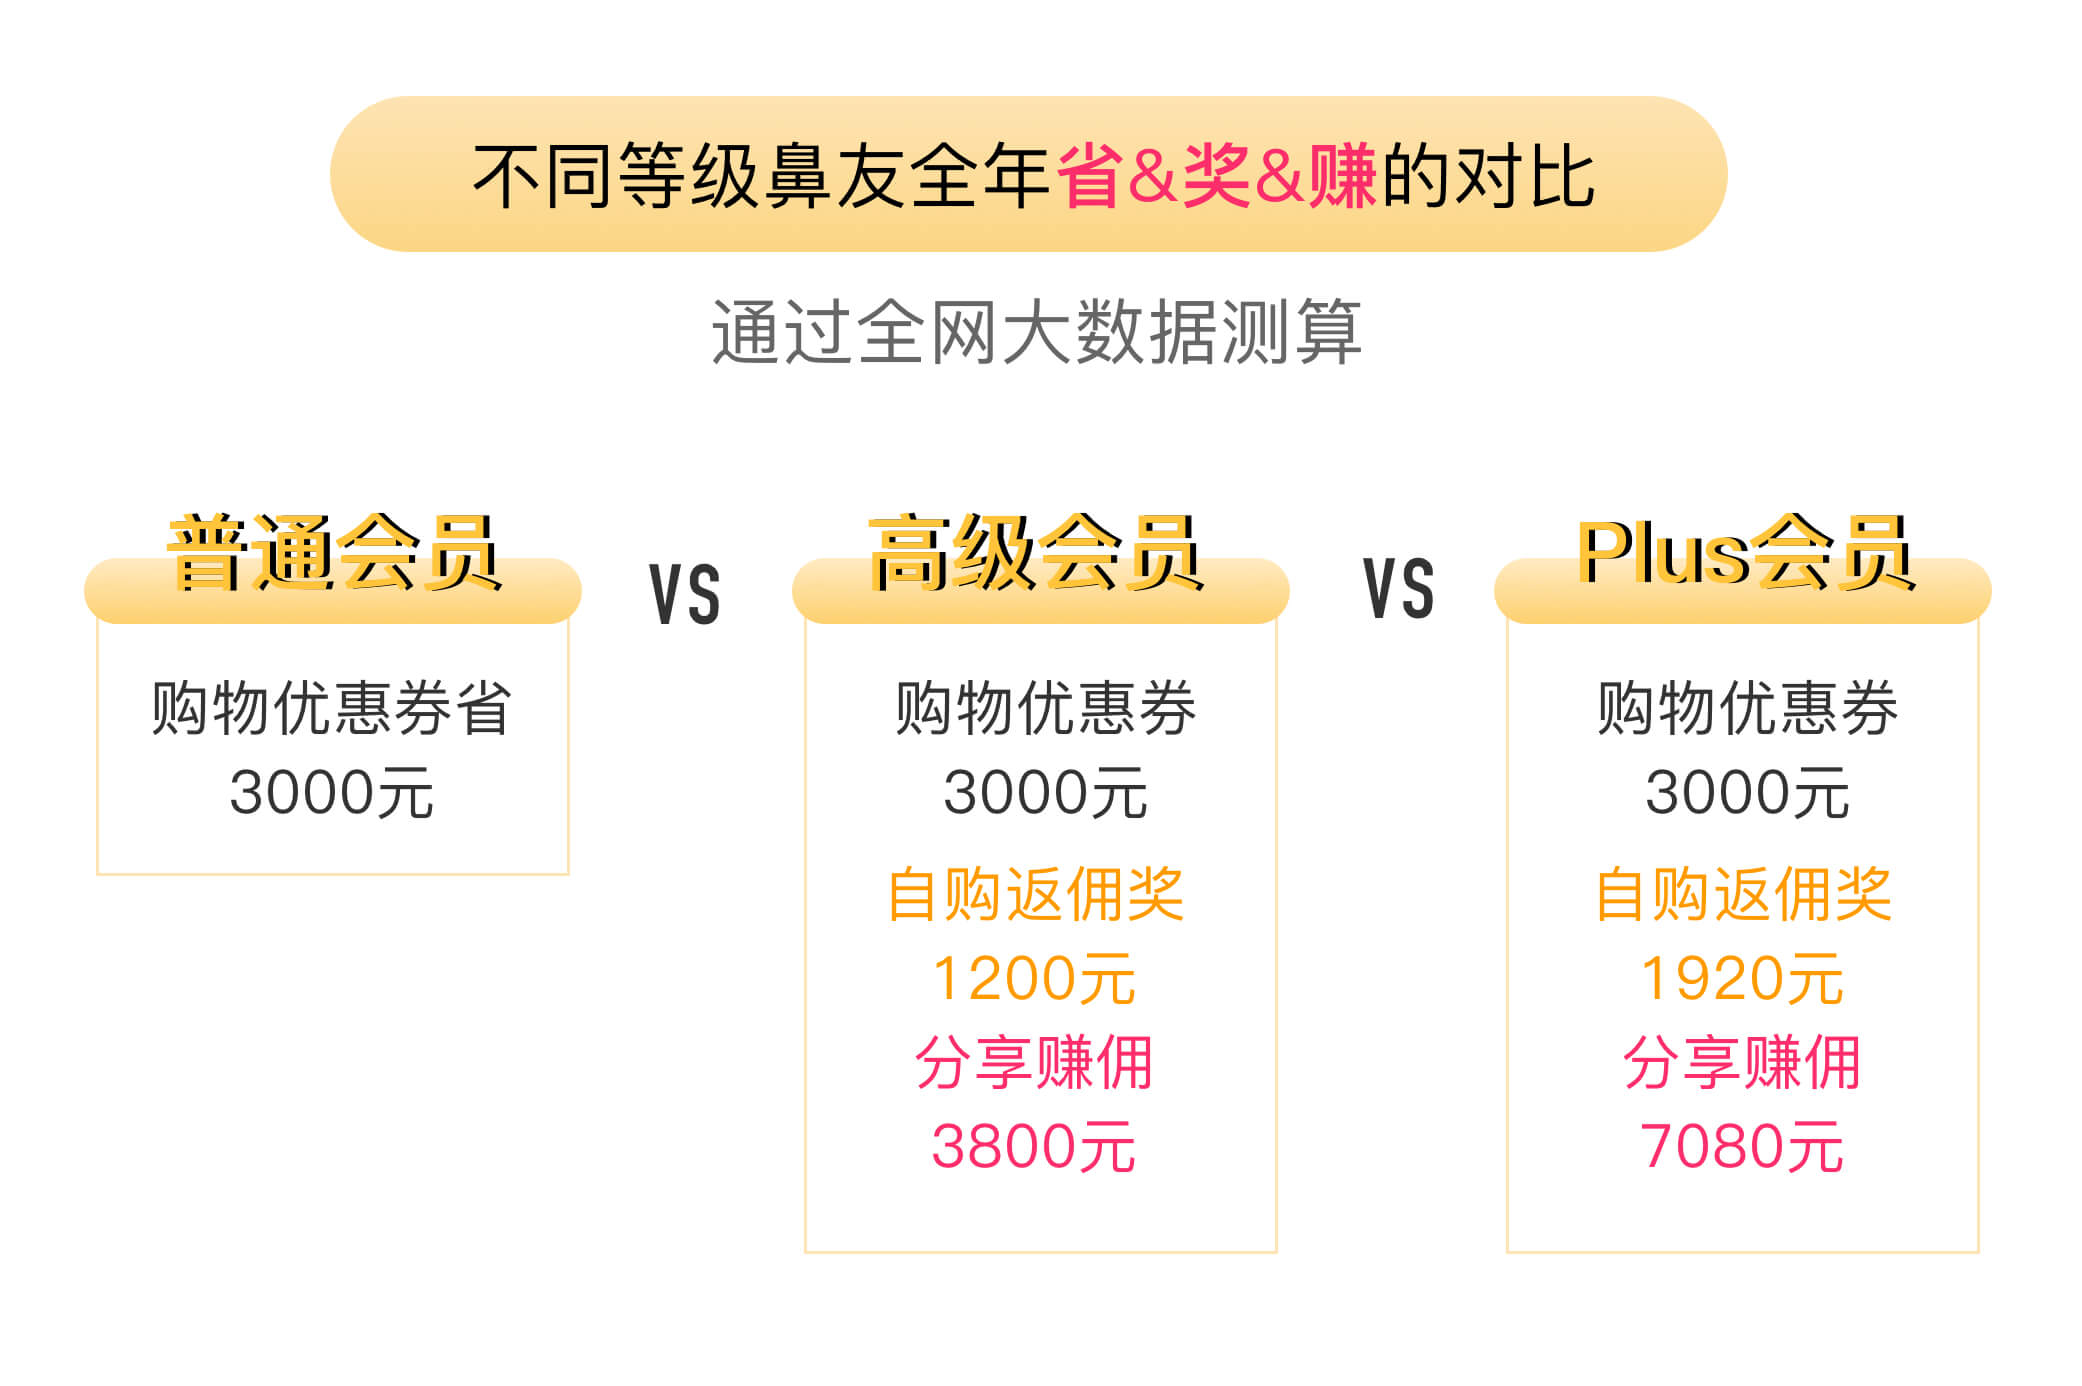 不同等级鼻友全年省&奖&赚的对比
通过全网大数据测算
普通会员
购物优惠券省
3000元
VS
高级会员
购物优惠券
3000元
自购返佣奖
1200元
分享赚佣
3800元
VS
Plus会员
购物优惠券
3000元
自购返佣奖
1920元
分享赚佣
7080元